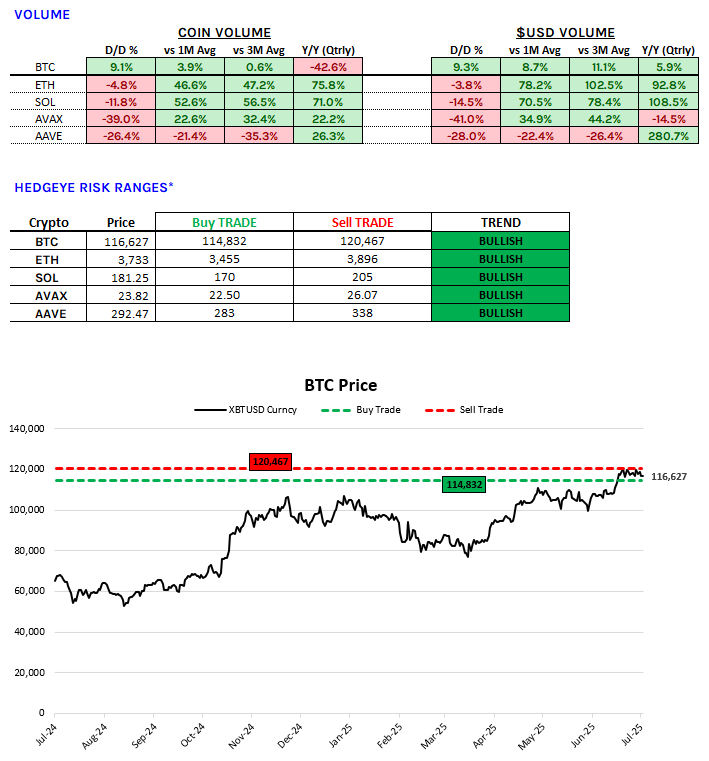 VOLUME
COIN VOLUME $USD VOLUME
D/D % vs 1M Avg vs 3M Avg Y/Y (Qtrly) D/D % vs 1M Avg vs 3M Avg Y/Y (Qtrly)
BTC 9.1% 3.9% 0.6% -42.6% 9.3% 8.7% 11.1% 5.9%
ETH -4.8% 46.6% 47.2% 75.8% -3.8% 78.2% 102.5% 92.8%
SOL -11.8% 52.6% 56.5% 71.0% -14.5% 70.5% 78.4% 108.5%
AVAX -39.0% 22.6% 32.4% 22.2% -41.0% 34.9% 44.2% -14.5%
AAVE -26.4% -21.4% -35.3% 26.3% -28.0% -22.4% -26.4% 280.7%
HEDGEYE RISK RANGES*
Crypto Price Buy TRADE Sell TRADE TREND
BTC 116,627 114,832 120,467 BULLISH
ETH 3,733 3,455 3,896 BULLISH
SOL 181.25 170 205 BULLISH
AVAX 23.82 22.50 26.07 BULLISH
AAVE 292.47 283 338 BULLISH
BTC Price
XBTUSD Curncy Buy Trade Sell Trade
140,000
120,000
100,000
80,000
60,000
40,000
20,000
0
120,467
114,832
116,627
Jul-24 Aug-24 Sep-24 Oct-24 Nov-24 Dec-24 Jan-25 Feb-25 Mar-25 Apr-25 May-25 Jun-25 Jul-25